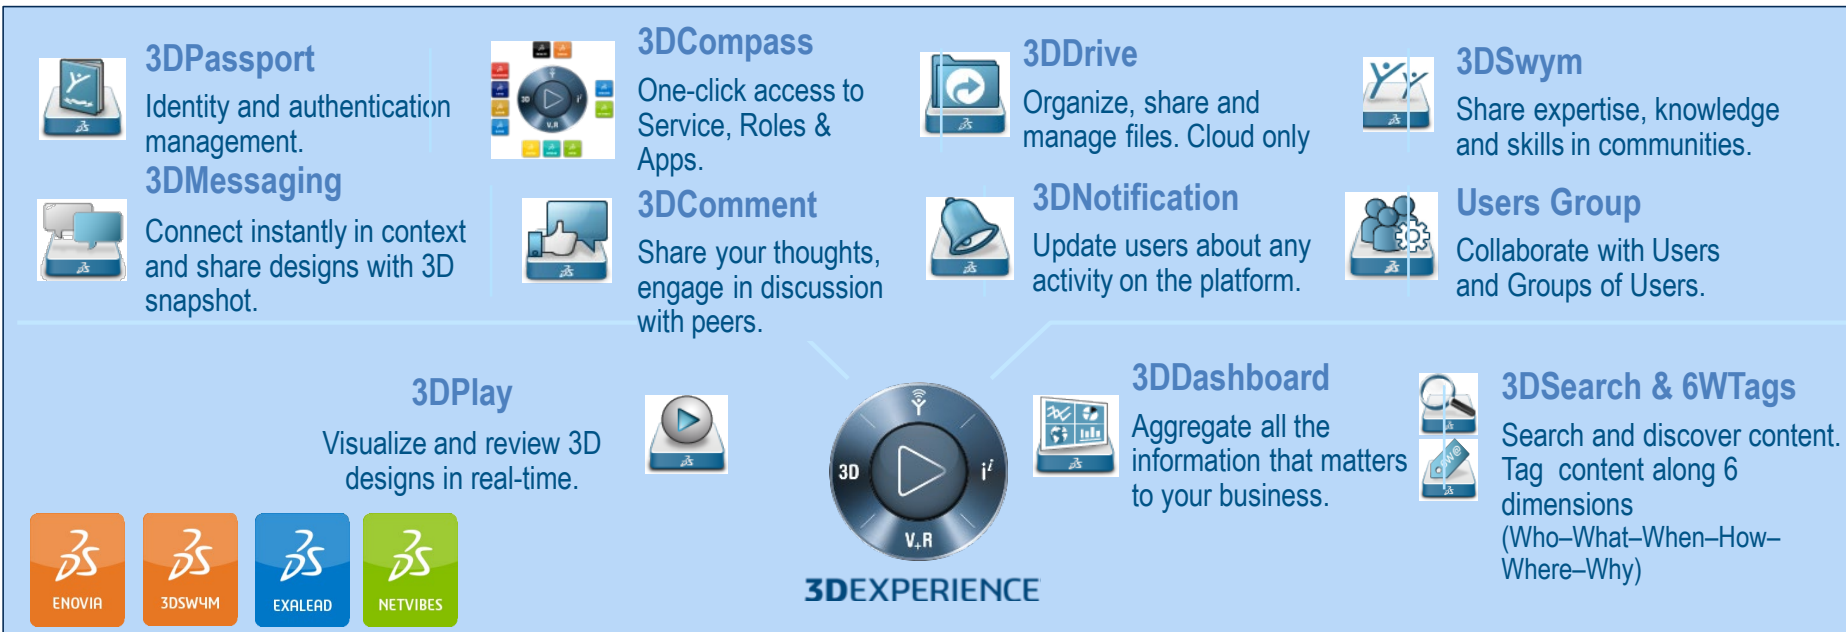 3DPassport
Identity and authentication
management.
3DCompass
One-click access to
Service, Roles &
Apps.
3DDrive
Organize, share and
manage files. Cloud only
3DSwym
Share expertise, knowledge
and skills in communities.
3DMessaging
Connect instantly in context
and share designs with 3D
snapshot.
3DComment
Share your thoughts,
engage in discussion
with peers.
3DNotification
Update users about any
activity on the platform.
Users Group
Collaborate with Users
and Groups of Users.
3DPlay
Visualize and review 3D
designs in real-time.
3D
i
V+R
3DEXPERIENCE
3DDashboard
Aggregate all the
information that matters
to your business.
3DSearch & 6WTags
Search and discover content.
Tag content along 6
dimensions
(Who–What–When–How–
Where–Why)
ENOVIA
3DSWYM
EXALEAD
NETVIBES